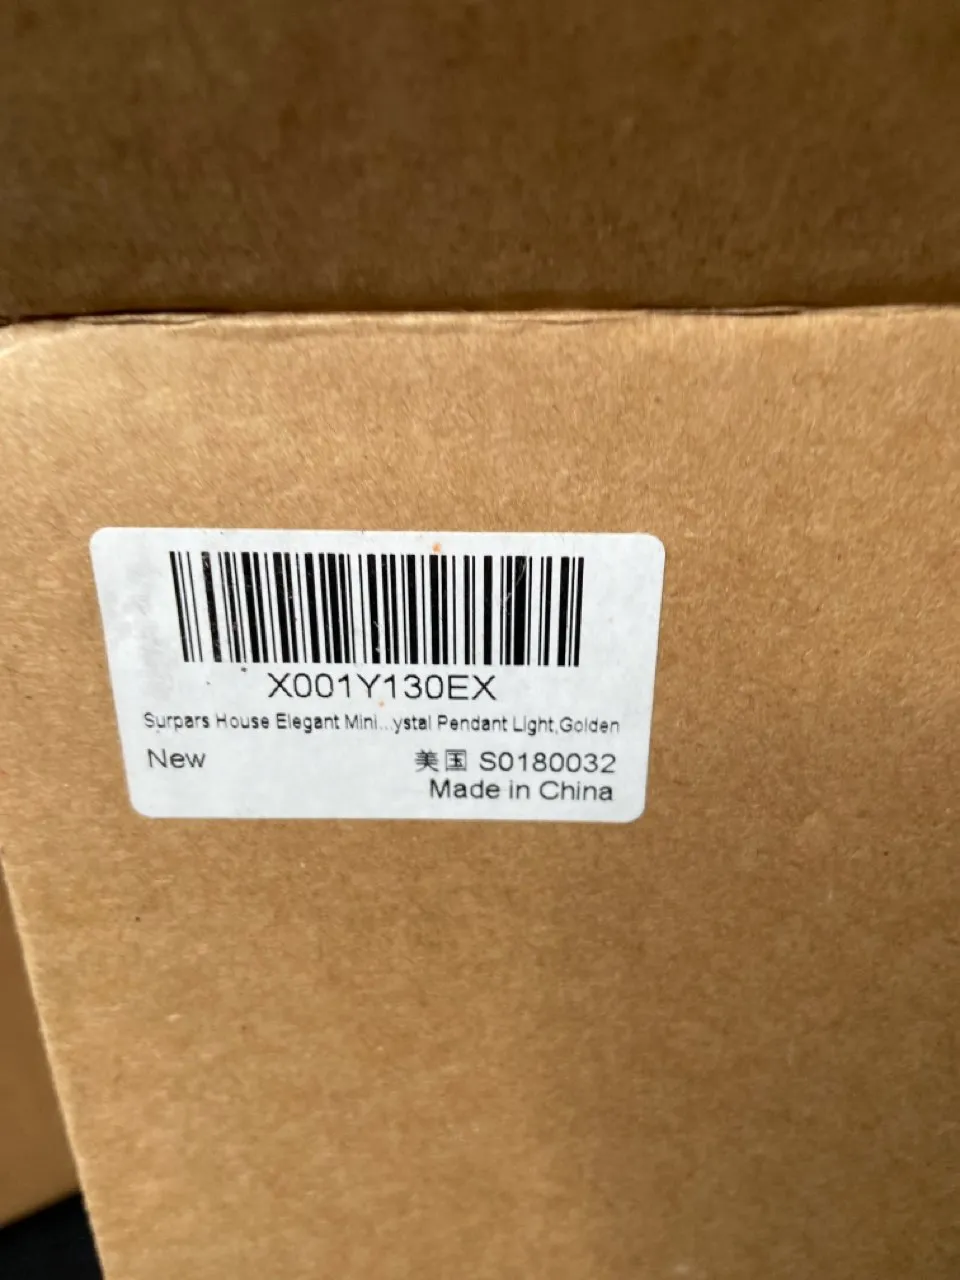 X001Y130EX
Surpars House Elegant Mini...ystal Pendant Light,Golden
New
美国 S0180032
Made in China